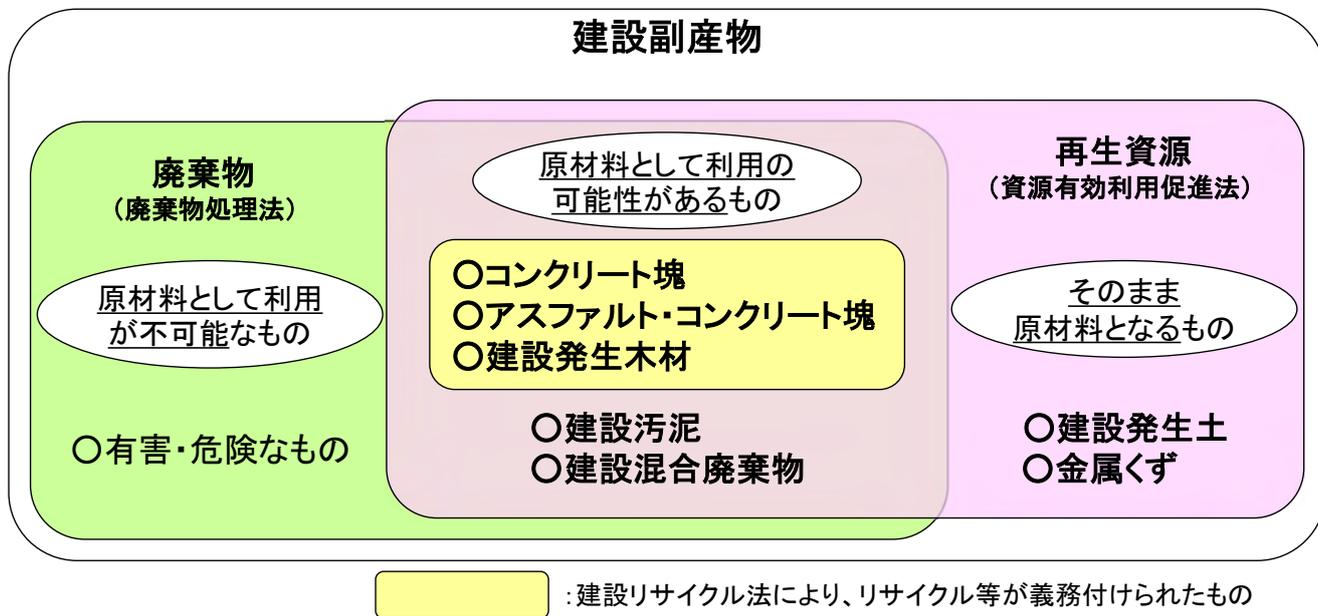 建設副産物
廃棄物
（廃棄物処理法）
原材料として利用
が不可能なもの
○有害・危険なもの
原材料として利用の
可能性があるもの
○コンクリート塊
○アスファルト・コンクリート塊
○建設発生木材
○建設汚泥
○建設混合廃棄物
再生資源
（資源有効利用促進法）
そのまま
原材料となるもの
○建設発生土
○金属くず
：建設リサイクル法により、リサイクル等が義務付けられたもの